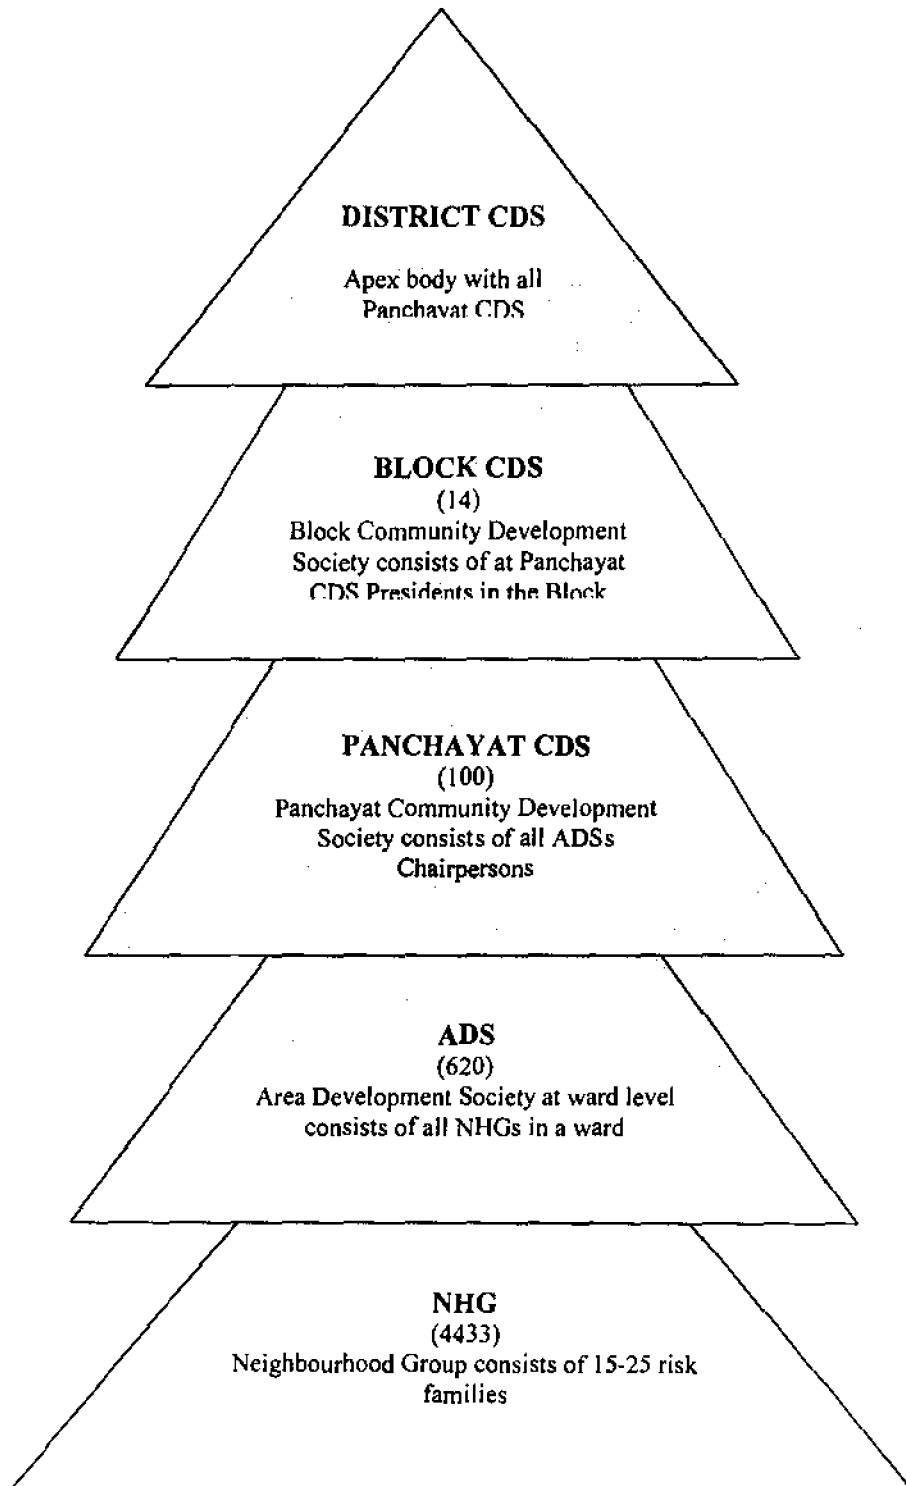 DISTRICT CDS
Apex body with all
Panchayat CDS
BLOCK CDS
(14)
Block Community Development
Society consists of at Panchayat
CDS Presidents in the Block
PANCHAYAT CDS
(100)
Panchayat Community Development
Society consists of all ADSs
Chairpersons
ADS
(620)
Area Development Society at ward level
consists of all NHGs in a ward
NHG
(4433)
Neighbourhood Group consists of 15-25 risk
families